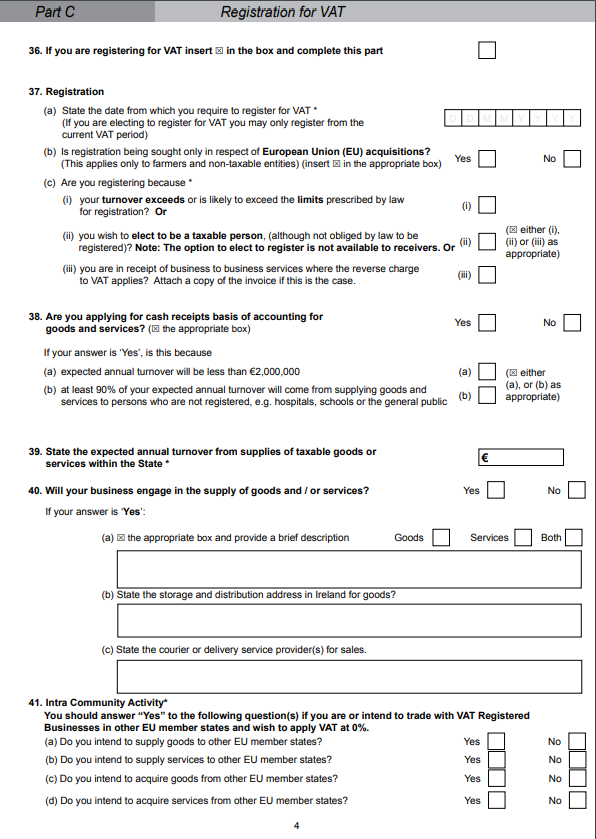 Part C Registration for VAT
36. If you are registering for VAT insert ☒ in the box and complete this part
37. Registration
(a) State the date from which you require to register for VAT *
(If you are electing to register for VAT you may only register from the
current VAT period)
D D M M Y Y Y Y
(b) Is registration being sought only in respect of European Union (EU) acquisitions?
(This applies only to farmers and non-taxable entities) (insert ☒ in the appropriate box)
Yes No
(c) Are you registering because *
(i) your turnover exceeds or is likely to exceed the limits prescribed by law
for registration? Or
(i)
(ii) you wish to elect to be a taxable person, (although not obliged by law to be
registered)? Note: The option to elect to register is not available to receivers. Or
(ii)
(☒ either (i),
(ii) or (iii) as
appropriate)
(iii) you are in receipt of business to business services where the reverse charge
to VAT applies? Attach a copy of the invoice if this is the case.
(iii)
38. Are you applying for cash receipts basis of accounting for
goods and services? (☒ the appropriate box)
Yes No
If your answer is ‘Yes’, is this because
(a) expected annual turnover will be less than €2,000,000
(a)
(b) at least 90% of your expected annual turnover will come from supplying goods and
services to persons who are not registered, e.g. hospitals, schools or the general public
(b)
(☒ either
(a), or (b) as
appropriate)
39. State the expected annual turnover from supplies of taxable goods or
services within the State *
€
40. Will your business engage in the supply of goods and / or services? Yes No
If your answer is ‘Yes’:
(a) ☒ the appropriate box and provide a brief description Goods Services Both
(b) State the storage and distribution address in Ireland for goods?
(c) State the courier or delivery service provider(s) for sales.
41. Intra Community Activity*
You should answer “Yes” to the following question(s) if you are or intend to trade with VAT Registered
Businesses in other EU member states and wish to apply VAT at 0%.
(a) Do you intend to supply goods to other EU member states? Yes No
(b) Do you intend to supply services to other EU member states? Yes No
(c) Do you intend to acquire goods from other EU member states? Yes No
(d) Do you intend to acquire services from other EU member states? Yes No
4